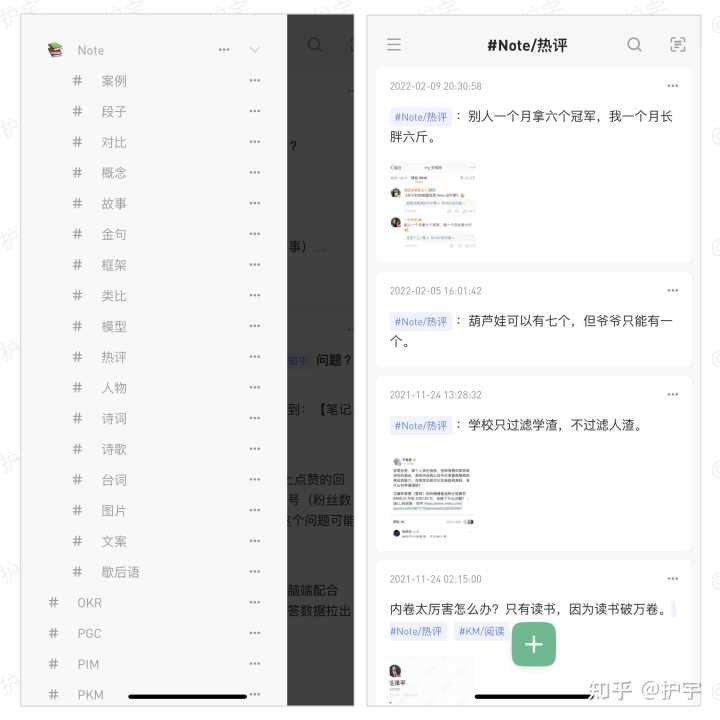 Note
# 案例
# 段子
# 对比
# 概念
# 故事
# 金句
# 框架
# 类比
# 模型
# 热评
# 人物
# 诗词
# 诗歌
# 台词
# 图片
# 文案
# 歇后语
# OKR
# PGC
# PIM
# PKM
？
事）...
问题？
到：【笔记
上点赞的回
号（粉丝数
这个问题可能
脑端配合
答数据拉出
#Note/热评
2022-02-09 20:30:58
#Note/热评 ：别人一个月拿六个冠军，我一个月长
胖六斤。
2022-02-05 16:01:42
#Note/热评 ：葫芦娃可以有七个，但爷爷只能有一
个。
2021-11-24 13:28:32
#Note/热评 ：学校只过滤学渣，不过滤人渣。
2021-11-24 02:15:00
内卷太厉害怎么办？只有读书，因为读书破万卷。
#Note/热评 #KM/阅读
知乎 @护宇